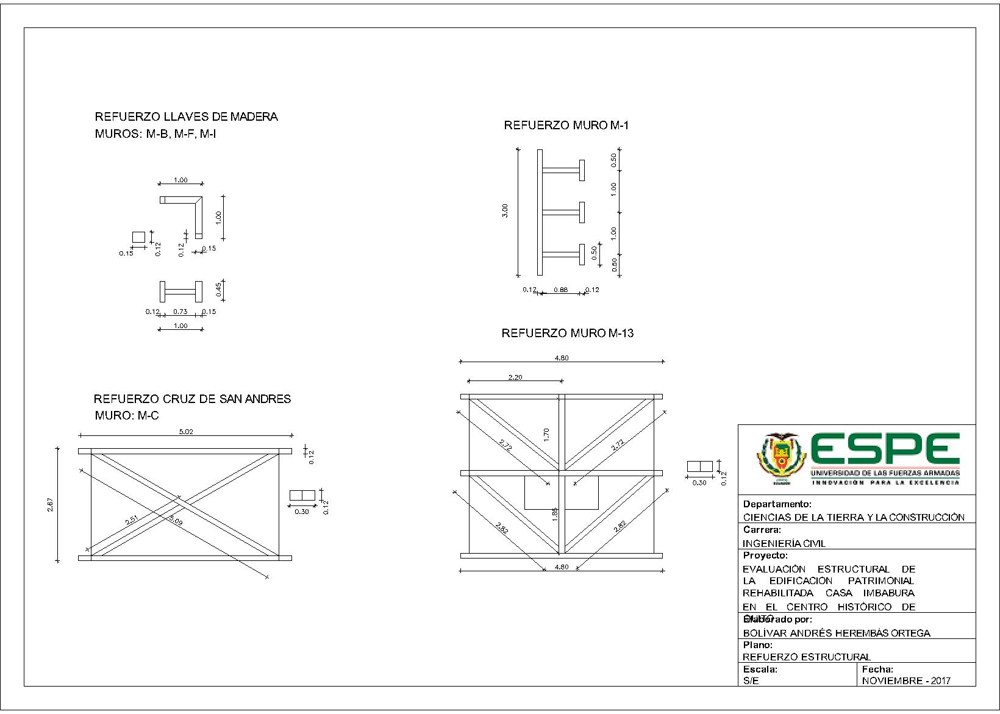 REFUERZO LLAVES DE MADERA
MUROS: M-B, M-F, M-I
1.00
1.00
0.15
0.12
0.12
0.15
0.45
0.12
0.73
0.15
1.00
REFUERZO MURO M-1
3.00
0.50
1.00
1.00
0.50
0.50
0.12
0.88
0.12
REFUERZO CRUZ DE SAN ANDRES
MURO: M-C
5.02
0.12
2.67
2.51
5.09
0.30
0.12
REFUERZO MURO M-13
4.80
2.20
1.70
2.72
2.72
1.85
2.82
2.82
4.80
0.30
0.12
ESPE
UNIVERSIDAD DE LAS FUERZAS ARMADAS
INNOVACIÓN PARA LA EXCELENCIA
ECUADOR
Departamento:
CIENCIAS DE LA TIERRA Y LA CONSTRUCCIÓN
Carrera:
INGENIERÍA CIVIL
Proyecto:
EVALUACIÓN ESTRUCTURAL DE
LA EDIFICACION PATRIMONIAL
REHABILITADA CASA IMBABURA
EN EL CENTRO HISTÓRICO DE
QUITO
Elaborado por:
BOLÍVAR ANDRÉS HEREMBÁS ORTEGA
Plano:
REFUERZO ESTRUCTURAL
Escala:
S/E
Fecha:
NOVIEMBRE - 2017